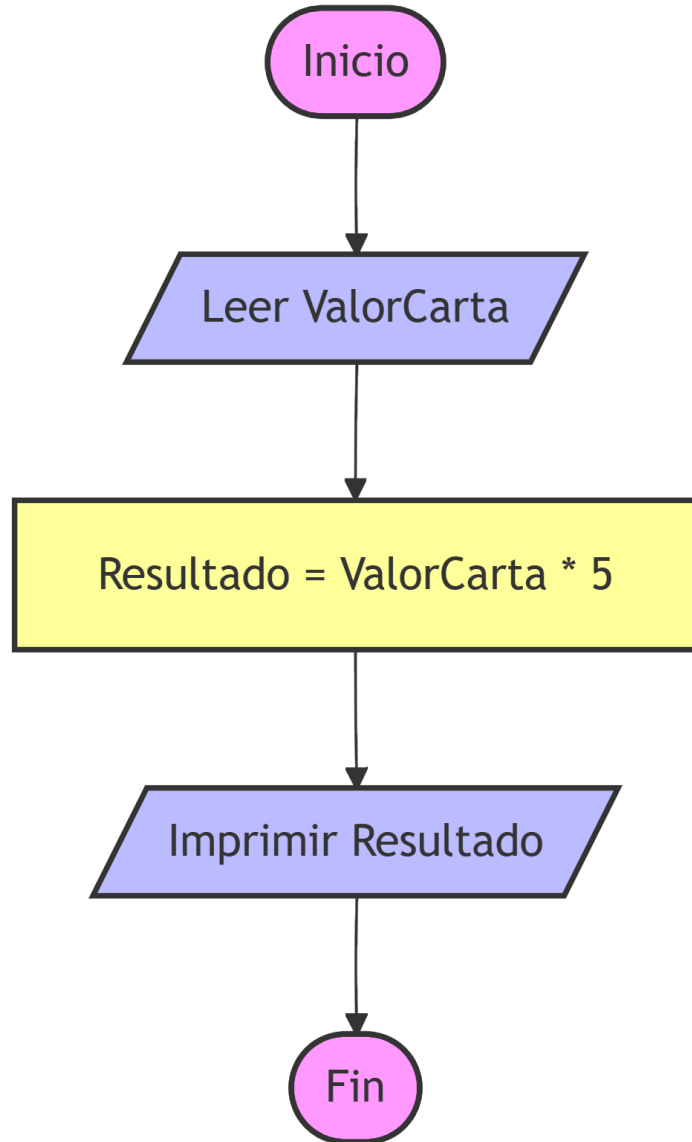 Inicio
Leer ValorCarta
Resultado = ValorCarta * 5
Imprimir Resultado
Fin